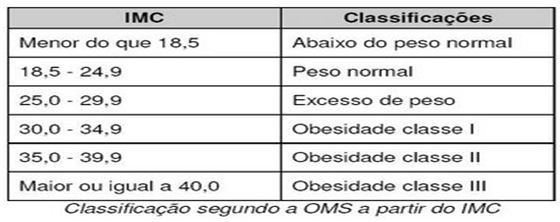 IMC Classificações
Menor do que 18,5 Abaixo do peso normal
18,5 - 24,9 Peso normal
25,0 - 29,9 Excesso de peso
30,0 - 34,9 Obesidade classe I
35,0 - 39,9 Obesidade classe II
Maior ou igual a 40,0 Obesidade classe III
Classificação segundo a OMS a partir do IMC